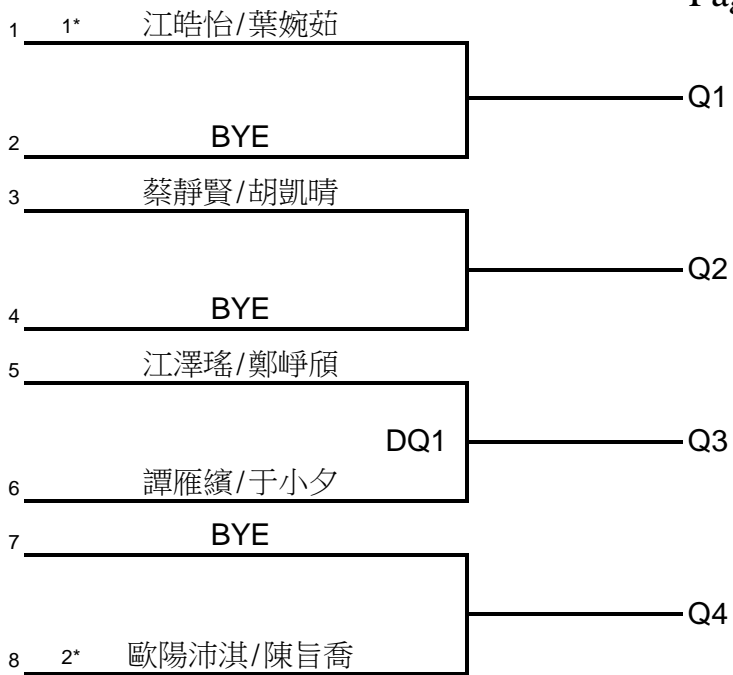 1 1* 江皓怡/葉婉茹
Q1
2 BYE
3 蔡靜賢/胡凱晴
Q2
4 BYE
5 江澤瑤/鄭崢頎
DQ1 Q3
6 譚雁繽/于小夕
7 BYE
Q4
8 2* 歐陽沛淇/陳旨喬